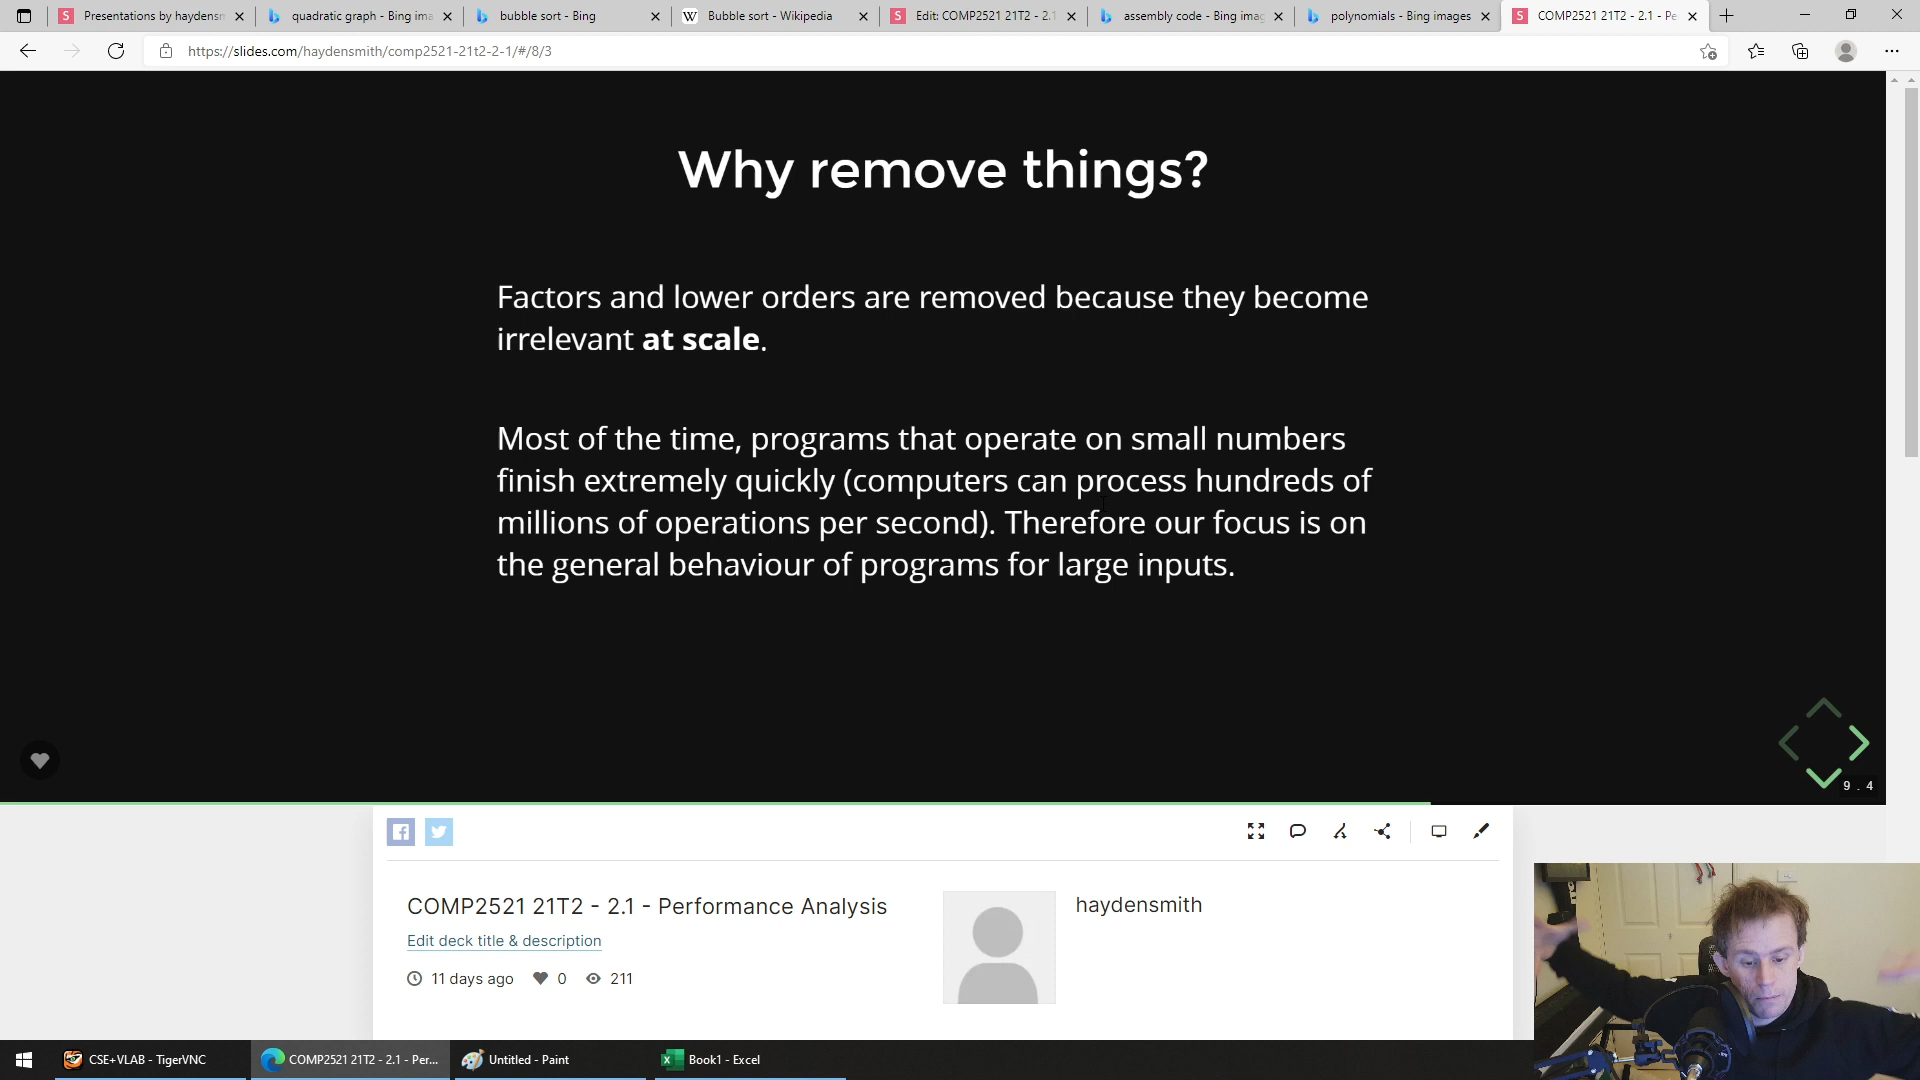 Presentations by haydensm
quadratic graph - Bing ima
bubble sort - Bing
W Bubble sort - Wikipedia
S Edit: COMP2521 21T2 - 2.1
assembly code - Bing imag
polynomials - Bing images
S COMP2521 21T2 - 2.1 - Pe
https://slides.com/haydensmith/comp2521-21t2-2-1/#/8/3
Why remove things?
Factors and lower orders are removed because they become
irrelevant at scale.
Most of the time, programs that operate on small numbers
finish extremely quickly (computers can process hundreds of
millions of operations per second). Therefore our focus is on
the general behaviour of programs for large inputs.
9 . 4
COMP2521 21T2 - 2.1 - Performance Analysis
haydensmith
Edit deck title & description
11 days ago 0 211
CSE+VLAB - TigerVNC
COMP2521 21T2 - 2.1 - Per...
Untitled - Paint
Book1 - Excel